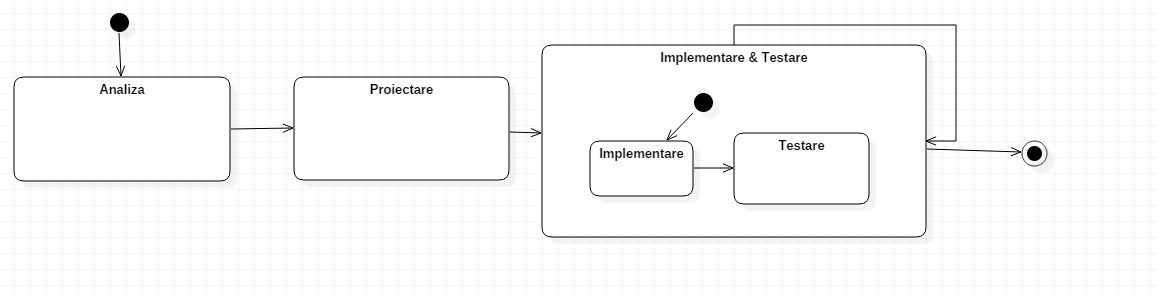 Analiza
Proiectare
Implementare & Testare
Implementare
Testare